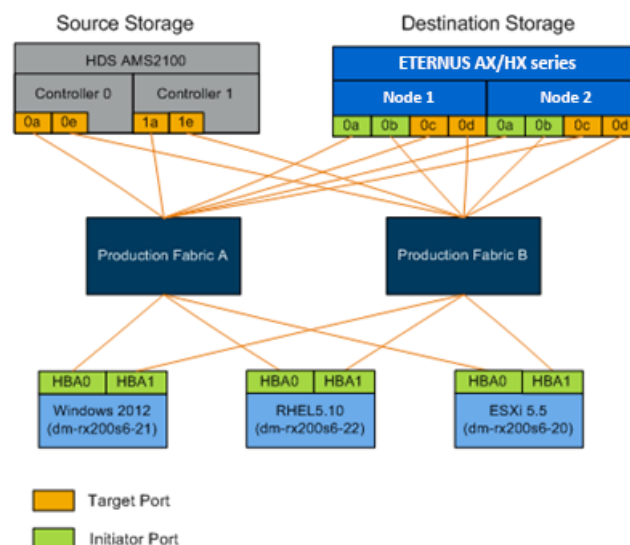 Source Storage
Destination Storage
HDS AMS2100
Controller 0
Controller 1
0a
0e
1a
1e
ETERNUS AX/HX series
Node 1
Node 2
0a
0b
0c
0d
0a
0b
0c
0d
Production Fabric A
Production Fabric B
HBA0
HBA1
Windows 2012
(dm-rx200s6-21)
HBA0
HBA1
RHEL5.10
(dm-rx200s6-22)
HBA0
HBA1
ESXi 5.5
(dm-rx200s6-20)
Target Port
Initiator Port